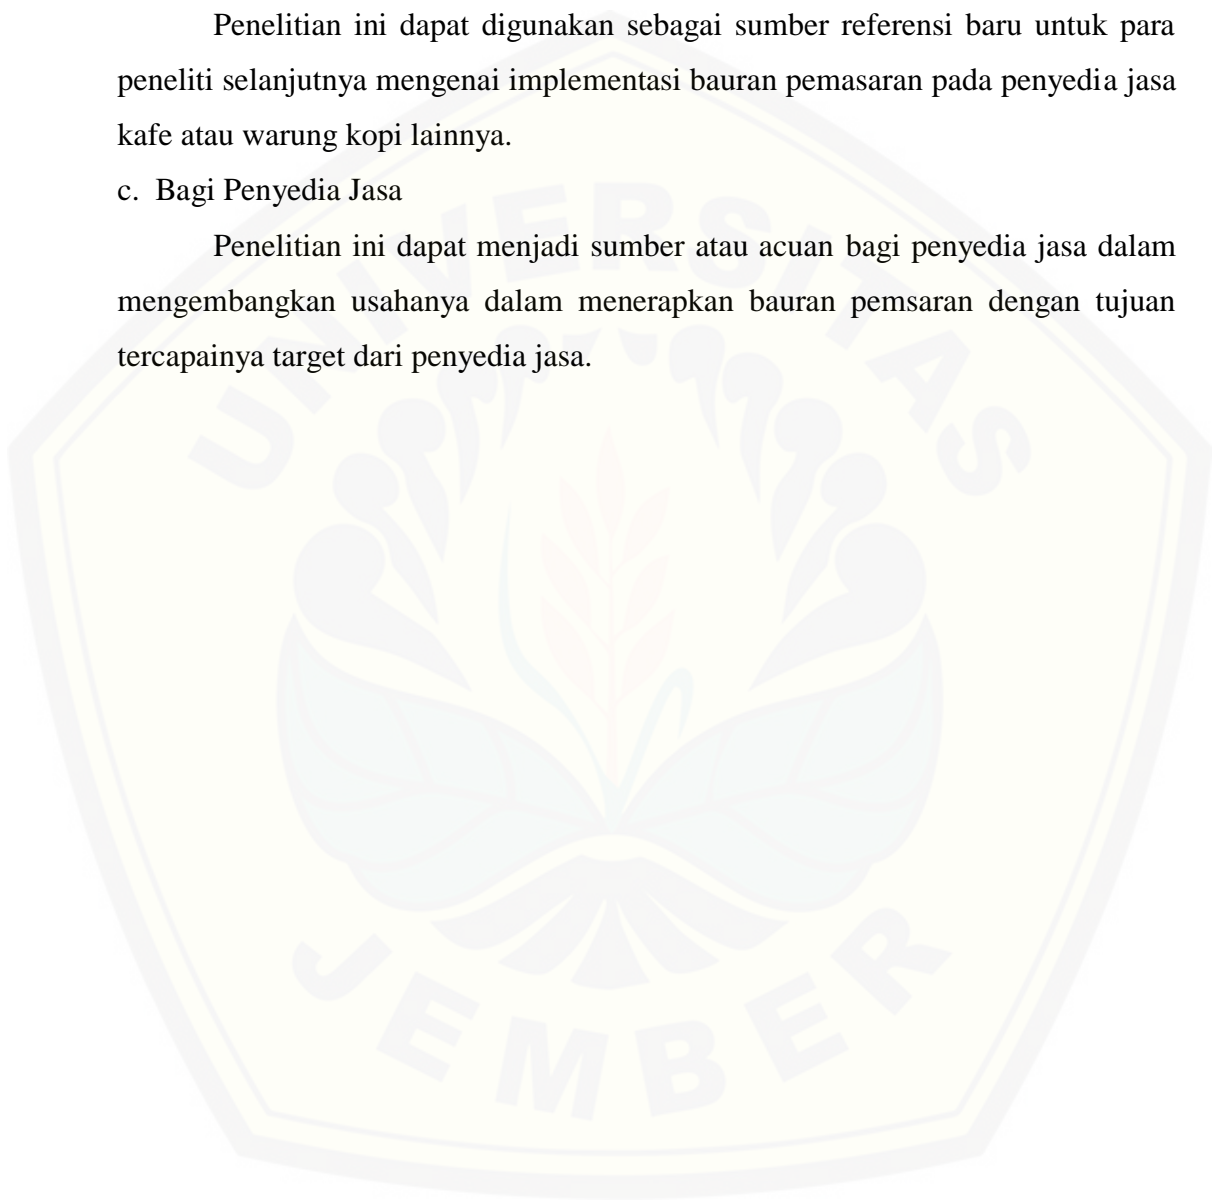 Penelitian ini dapat digunakan sebagai sumber referensi baru untuk para
peneliti selanjutnya mengenai implementasi bauran pemasaran pada penyedia jasa
kafe atau warung kopi lainnya.
c. Bagi Penyedia Jasa
Penelitian ini dapat menjadi sumber atau acuan bagi penyedia jasa dalam
mengembangkan usahanya dalam menerapkan bauran pemsaran dengan tujuan
tercapainya target dari penyedia jasa.
UNIVERSITAS
JEMBER